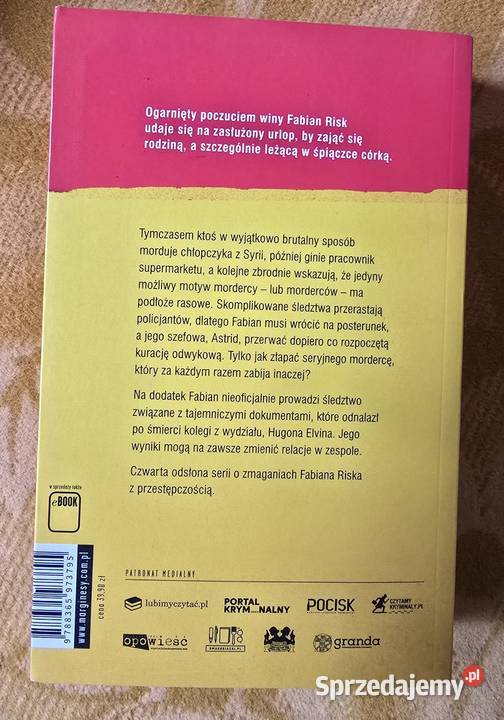 Ogarnięty poczuciem winy Fabian Risk
udaje się na zasłużony urlop, by zająć się
rodziną, a szczególnie leżącą w śpiączce córką.
Tymczasem ktoś w wyjątkowo brutalny sposób
morduje chłopczyka z Syrii, później ginie pracownik
supermarketu, a kolejne zbrodnie wskazują, że jedyny
możliwy motyw mordercy – lub morderców – ma
podłoże rasowe. Skomplikowane śledztwa przerastają
policjantów, dlatego Fabian musi wrócić na posterunek,
a jego szefowa, Astrid, przerwać dopiero co rozpoczętą
kurację odwykową. Tylko jak złapać seryjnego mordercę,
który za każdym razem zabija inaczej?
Na dodatek Fabian nieoficjalnie prowadzi śledztwo
związane z tajemniczymi dokumentami, które odnalazł
po śmierci kolegi z wydziału, Hugona Elvina. Jego
wyniki mogą na zawsze zmienić relacje w zespole.
Czwarta odsłona serii o zmaganiach Fabiana Riska
z przestępczością.
w sprzedaży także
eBOOK
www.marginesy.com.pl
9788365973795
cena 39,90 zł
PATRONAT MEDIALNY
lubimyczytać.pl
PORTAL
KRYMINALNY
POCISK
CZYTAMY
KRYMINAŁY.PL
opowieść
granda
Sprzedajemy.pl